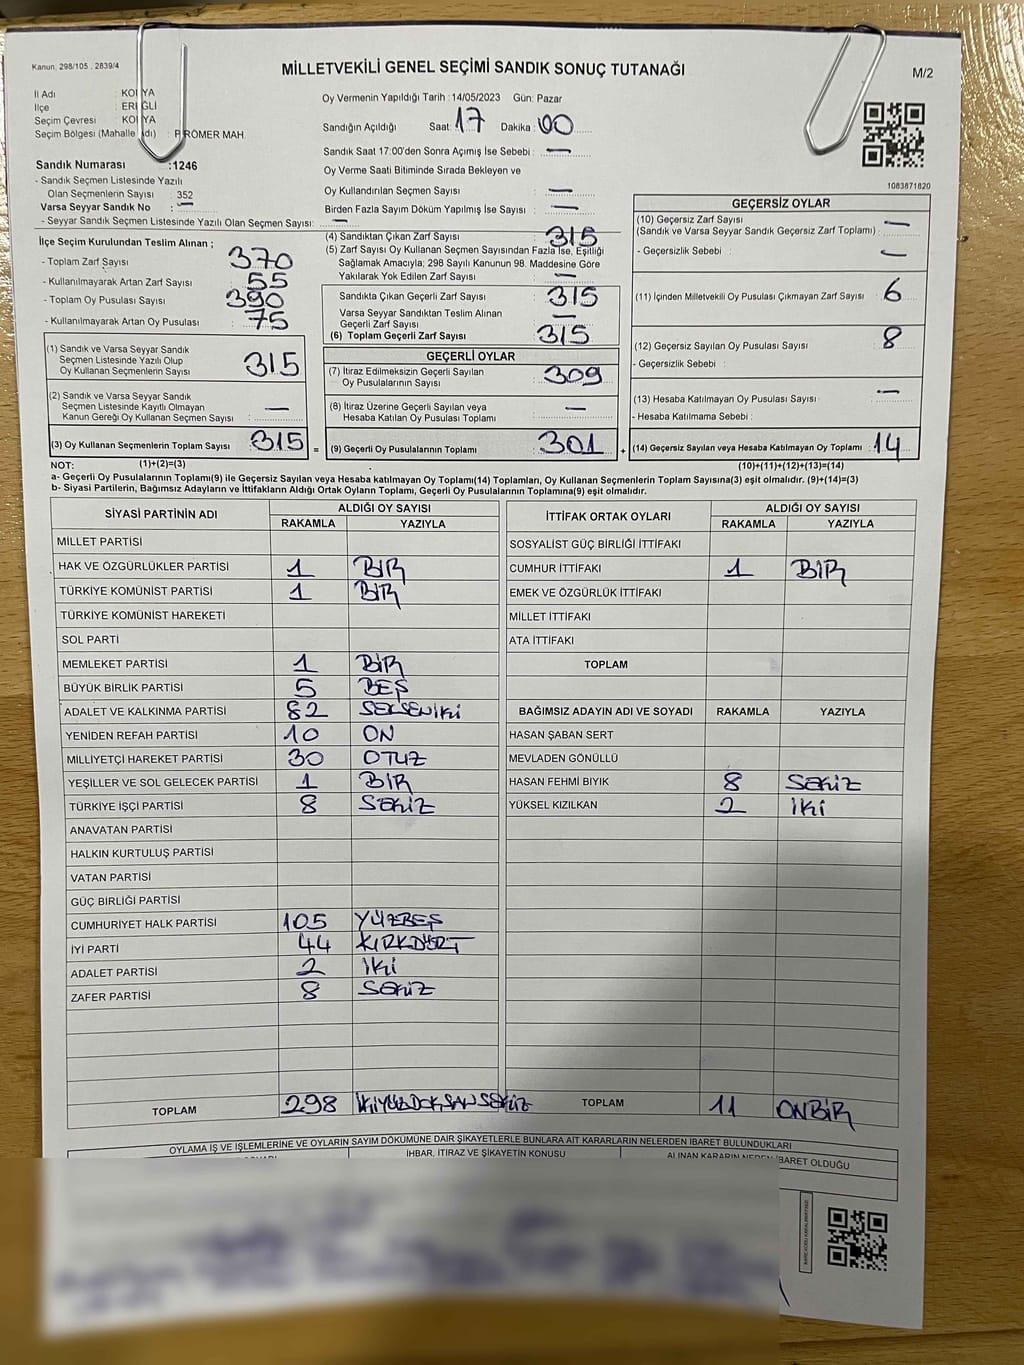 Kanun: 298/105 , 2839/4
MİLLETVEKİLİ GENEL SEÇİMİ SANDIK SONUÇ TUTANAĞI
M/2
İl Adı : KONYA
İlçe : EREĞLİ
Seçim Çevresi : KONYA
Seçim Bölgesi (Mahalle Adı) : PİRÖMER MAH.
Sandık Numarası :1246
- Sandık Seçmen Listesinde Yazılı
Olan Seçmenlerin Sayısı : 352
Varsa Seyyar Sandık No : —
- Seyyar Sandık Seçmen Listesinde Yazılı Olan Seçmen Sayısı: —
Oy Vermenin Yapıldığı Tarih : 14/05/2023 Gün: Pazar
Sandığın Açıldığı Saat: 17 Dakika: 00
Sandık Saat 17:00'den Sonra Açımış İse Sebebi : —
Oy Verme Saati Bitiminde Sırada Bekleyen ve
Oy Kullandırılan Seçmen Sayısı : —
Birden Fazla Sayım Döküm Yapılmış İse Sayısı : —
1083871820
İlçe Seçim Kurulundan Teslim Alınan ;
- Toplam Zarf Sayısı : 370
- Kullanılmayarak Artan Zarf Sayısı : 55
- Toplam Oy Pusulası Sayısı : 390
- Kullanılmayarak Artan Oy Pusulası : 75
(1) Sandık ve Varsa Seyyar Sandık
Seçmen Listesinde Yazılı Olup
Oy Kullanan Seçmenlerin Sayısı : 315
(2) Sandık ve Varsa Seyyar Sandık
Seçmen Listesinde Kayıtlı Olmayan
Kanun Gereği Oy Kullanan Seçmen Sayısı : —
(3) Oy Kullanan Seçmenlerin Toplam Sayısı : 315 =
(4) Sandıktan Çıkan Zarf Sayısı : 315
(5) Zarf Sayısı Oy Kullanan Seçmen Sayısından Fazla İse, Eşitliği
Sağlamak Amacıyla; 298 Sayılı Kanunun 98. Maddesine Göre
Yakılarak Yok Edilen Zarf Sayısı : —
Sandıkta Çıkan Geçerli Zarf Sayısı : 315
Varsa Seyyar Sandıktan Teslim Alınan
Geçerli Zarf Sayısı : —
(6) Toplam Geçerli Zarf Sayısı : 315
GEÇERLİ OYLAR
(7) İtiraz Edilmeksizin Geçerli Sayılan
Oy Pusulalarının Sayısı : 309
(8) İtiraz Üzerine Geçerli Sayılan veya
Hesaba Katılan Oy Pusulası Toplamı : —
(9) Geçerli Oy Pusulalarının Toplamı : 301 +
GEÇERSİZ OYLAR
(10) Geçersiz Zarf Sayısı
(Sandık ve Varsa Seyyar Sandık Geçersiz Zarf Toplamı) : —
- Geçersizlik Sebebi : —
(11) İçinden Milletvekili Oy Pusulası Çıkmayan Zarf Sayısı : 6
(12) Geçersiz Sayılan Oy Pusulası Sayısı : 8
- Geçersizlik Sebebi :
(13) Hesaba Katılmayan Oy Pusulası Sayısı : —
- Hesaba Katılmama Sebebi :
(14) Geçersiz Sayılan veya Hesaba Katılmayan Oy Toplamı : 14
NOT: (1)+(2)=(3) (10)+(11)+(12)+(13)=(14)
a- Geçerli Oy Pusulalarının Toplamı(9) ile Geçersiz Sayılan veya Hesaba katılmayan Oy Toplamı(14) Toplamları, Oy Kullanan Seçmenlerin Toplam Sayısına(3) eşit olmalıdır. (9)+(14)=(3)
b- Siyasi Partilerin, Bağımsız Adayların ve İttifakların Aldığı Ortak Oyların Toplamı, Geçerli Oy Pusulalarının Toplamına(9) eşit olmalıdır.
SİYASİ PARTİNİN ADI ALDIĞI OY SAYISI
RAKAMLA YAZIYLA
MİLLET PARTİSİ
HAK VE ÖZGÜRLÜKLER PARTİSİ 1 BİR
TÜRKİYE KOMÜNİST PARTİSİ 1 BİR
TÜRKİYE KOMÜNİST HAREKETİ
SOL PARTİ
MEMLEKET PARTİSİ 1 BİR
BÜYÜK BİRLİK PARTİSİ 5 BEŞ
ADALET VE KALKINMA PARTİSİ 82 SEKSENİKİ
YENİDEN REFAH PARTİSİ 10 ON
MİLLİYETÇİ HAREKET PARTİSİ 30 OTUZ
YEŞİLLER VE SOL GELECEK PARTİSİ 1 BİR
TÜRKİYE İŞÇİ PARTİSİ 8 SEKİZ
ANAVATAN PARTİSİ
HALKIN KURTULUŞ PARTİSİ
VATAN PARTİSİ
GÜÇ BİRLİĞİ PARTİSİ
CUMHURİYET HALK PARTİSİ 105 YÜZBEŞ
İYİ PARTİ 44 KIRKDÖRT
ADALET PARTİSİ 2 İKİ
ZAFER PARTİSİ 8 SEKİZ
TOPLAM 298 İKİYÜZDOKSANSEKİZ
İTTİFAK ORTAK OYLARI ALDIĞI OY SAYISI
RAKAMLA YAZIYLA
SOSYALİST GÜÇ BİRLİĞİ İTTİFAKI
CUMHUR İTTİFAKI 1 BİR
EMEK VE ÖZGÜRLÜK İTTİFAKI
MİLLET İTTİFAKI
ATA İTTİFAKI
TOPLAM
BAĞIMSIZ ADAYIN ADI VE SOYADI RAKAMLA YAZIYLA
HASAN ŞABAN SERT
MEVLADEN GÖNÜLLÜ
HASAN FEHMİ BIYIK 8 SEKİZ
YÜKSEL KIZILKAN 2 İKİ
TOPLAM 11 ONBİR
OYLAMA İŞ VE İŞLEMLERİNE VE OYLARIN SAYIM DÖKÜMÜNE DAİR ŞİKAYETLERLE BUNLARA AİT KARARLARIN NELERDEN İBARET BULUNDUKLARI
İHBAR, İTİRAZ VE ŞİKAYETİN KONUSU
ALINAN KARARIN NEDEN İBARET OLDUĞU